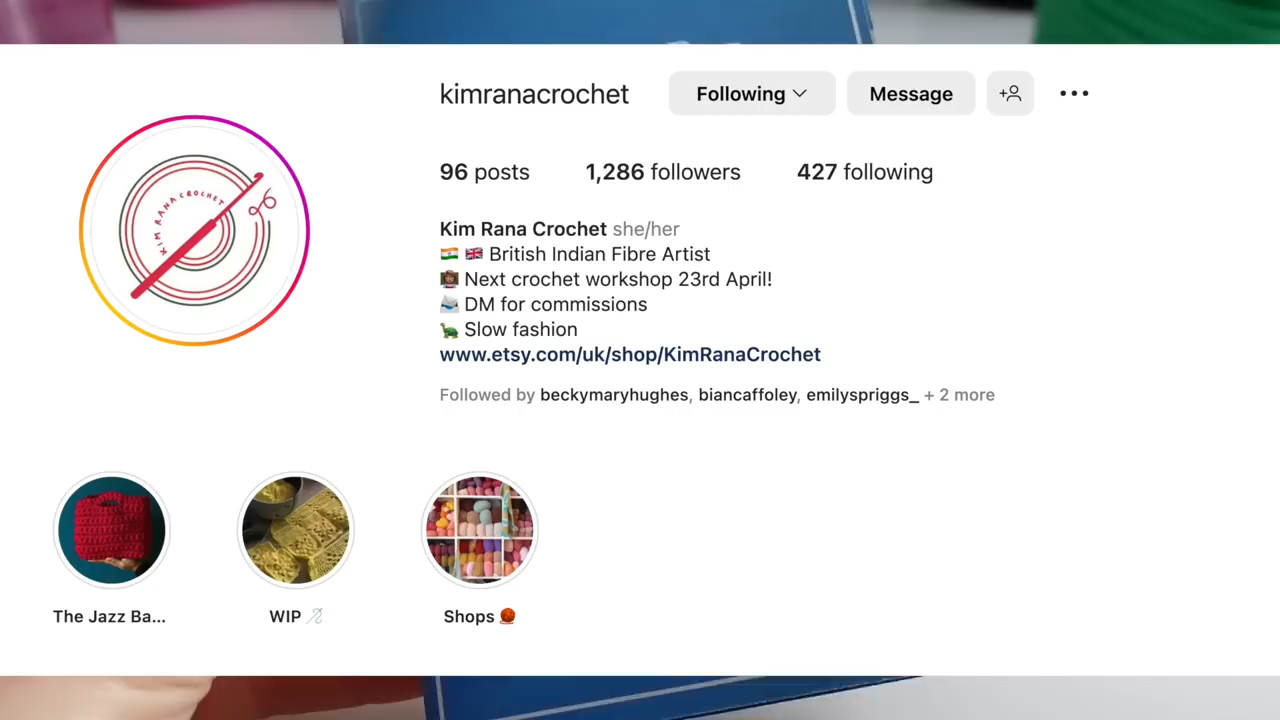 kimranacrochet Following Message
96 posts 1,286 followers 427 following
KIM RANA CROCHET
Kim Rana Crochet she/her
🇮🇳 🇬🇧 British Indian Fibre Artist
Next crochet workshop 23rd April!
DM for commissions
🐢 Slow fashion
www.etsy.com/uk/shop/KimRanaCrochet
Followed by beckymaryhughes, biancaffoley, emilyspriggs_ + 2 more
The Jazz Ba... WIP 🪡 Shops 🧶